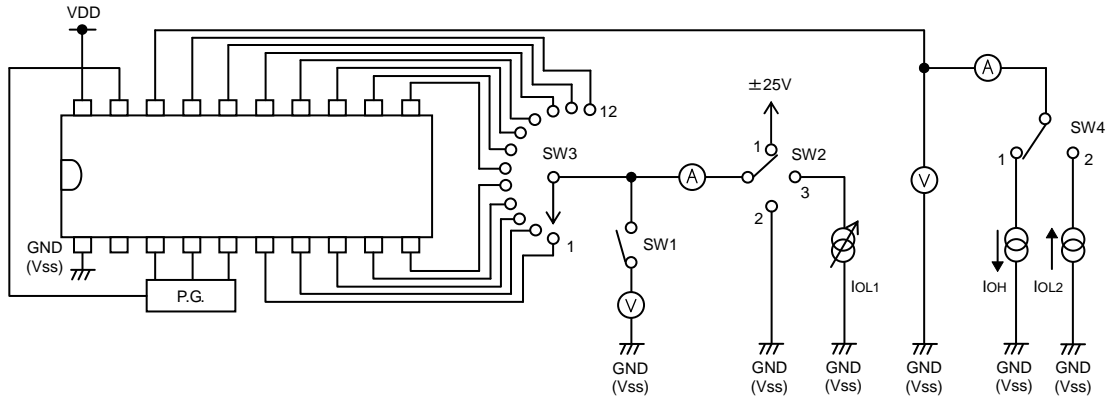 VDD
12
±25V
A
SW3
1
SW2
A
3
2
1
SW4
2
V
SW1
1
GND
(Vss)
P.G.
V
IOL1
IOH
IOL2
GND
(Vss)
GND
(Vss)
GND
(Vss)
GND
(Vss)
GND
(Vss)
GND
(Vss)